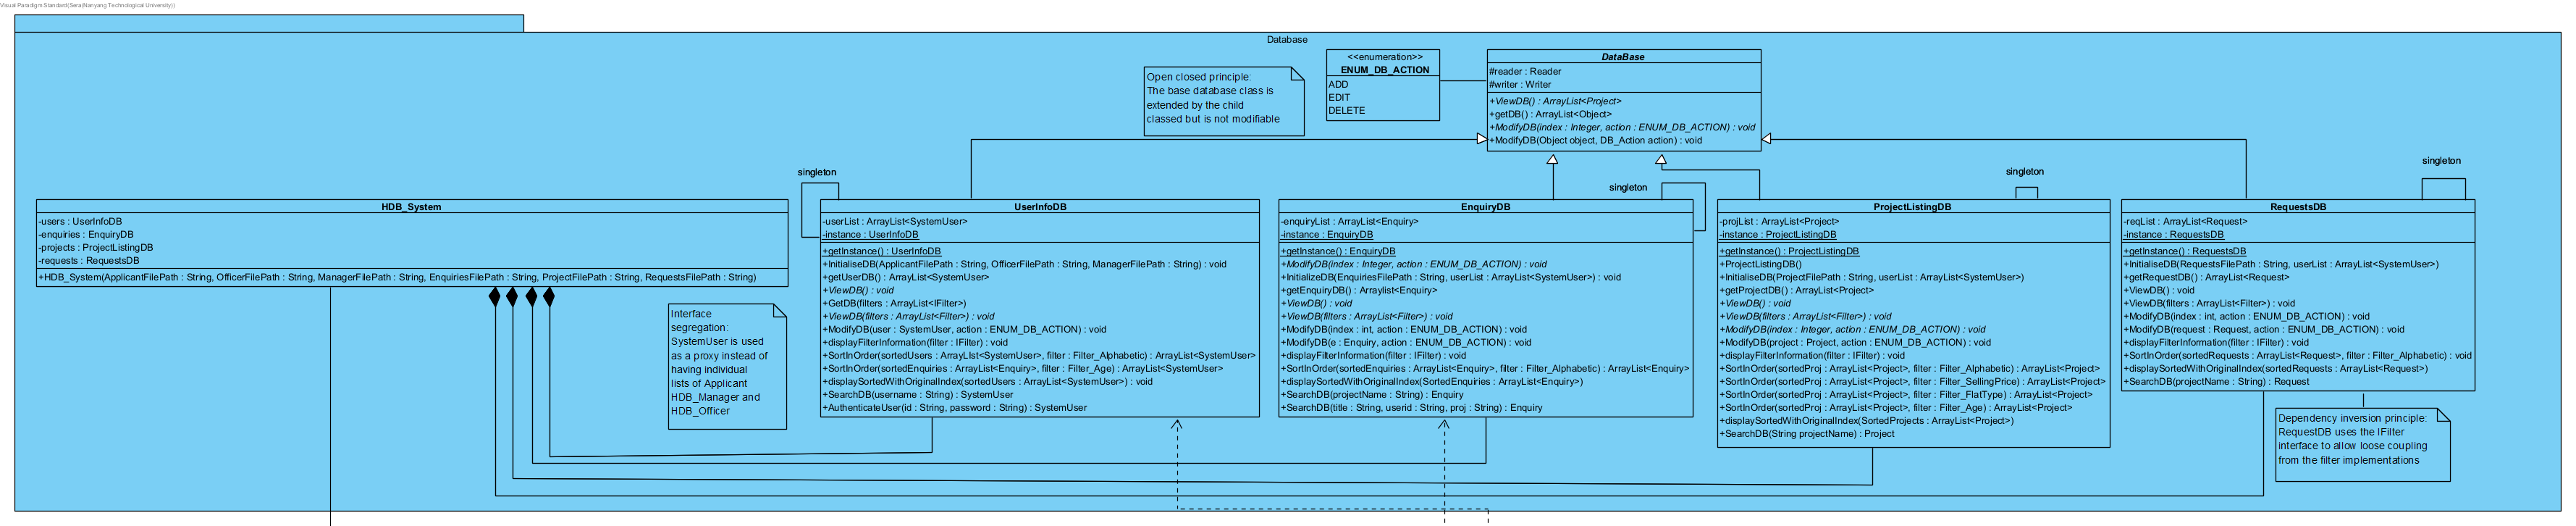 Visual Paradigm Standard(Sera(Nanyang Technological University))
Database
<<enumeration>>
ENUM_DB_ACTION
ADD
EDIT
DELETE
DataBase
#reader : Reader
#writer : Writer
+ViewDB() : ArrayList<Project>
+getDB() : ArrayList<Object>
+ModifyDB(index : Integer, action : ENUM_DB_ACTION) : void
+ModifyDB(Object object, DB_Action action) : void
Open closed principle:
The base database class is
extended by the child
classed but is not modifiable
singleton
singleton
singleton
singleton
HDB_System
-users : UserInfoDB
-enquiries : EnquiryDB
-projects : ProjectListingDB
-requests : RequestsDB
+HDB_System(ApplicantFilePath : String, OfficerFilePath : String, ManagerFilePath : String, EnquiriesFilePath : String, ProjectFilePath : String, RequestsFilePath : String)
Interface
segregation:
SystemUser is used
as a proxy instead of
having individual
lists of Applicant
HDB_Manager and
HDB_Officer
UserInfoDB
-userList : ArrayList<SystemUser>
-instance : UserInfoDB
+getInstance() : UserInfoDB
+InitialiseDB(ApplicantFilePath : String, OfficerFilePath : String, ManagerFilePath : String) : void
+getUserDB() : ArrayList<SystemUser>
+ViewDB() : void
+GetDB(filters : ArrayList<IFilter>)
+ViewDB(filters : ArrayList<Filter>) : void
+ModifyDB(user : SystemUser, action : ENUM_DB_ACTION) : void
+displayFilterInformation(filter : IFilter) : void
+SortInOrder(sortedUsers : ArrayLIst<SystemUser>, filter : Filter_Alphabetic) : ArrayList<SystemUser>
+SortInOrder(sortedEnquiries : ArrayList<Enquiry>, filter : Filter_Age) : ArrayList<SystemUser>
+displaySortedWithOriginalIndex(sortedUsers : ArrayList<SystemUser>) : void
+SearchDB(username : String) : SystemUser
+AuthenticateUser(id : String, password : String) : SystemUser
EnquiryDB
-enquiryList : ArrayList<Enquiry>
-instance : EnquiryDB
+getInstance() : EnquiryDB
+ModifyDB(index : Integer, action : ENUM_DB_ACTION) : void
+InitializeDB(EnquiriesFilePath : String, userList : ArrayList<SystemUser>) : void
+getEnquiryDB() : Arraylist<Enquiry>
+ViewDB() : void
+ViewDB(filters : ArrayList<Filter>) : void
+ModifyDB(index : int, action : ENUM_DB_ACTION) : void
+ModifyDB(e : Enquiry, action : ENUM_DB_ACTION) : void
+displayFilterInformation(filter : IFilter) : void
+SortInOrder(sortedEnquiries : ArrayList<Enquiry>, filter : Filter_Alphabetic) : ArrayList<Enquiry>
+displaySortedWithOriginalIndex(SortedEnquiries : ArrayList<Enquiry>)
+SearchDB(projectName : String) : Enquiry
+SearchDB(title : String, userid : String, proj : String) : Enquiry
ProjectListingDB
-projList : ArrayList<Project>
-instance : ProjectListingDB
+getInstance() : ProjectListingDB
+ProjectListingDB()
+InitialiseDB(ProjectFilePath : String, userList : ArrayList<SystemUser>)
+getProjectDB() : ArrayList<Project>
+ViewDB() : void
+ViewDB(filters : ArrayList<Filter>) : void
+ModifyDB(index : Integer, action : ENUM_DB_ACTION) : void
+ModifyDB(project : Project, action : ENUM_DB_ACTION) : void
+displayFilterInformation(filter : IFilter) : void
+SortInOrder(sortedProj : ArrayList<Project>, filter : Filter_Alphabetic) : ArrayList<Project>
+SortInOrder(sortedProj : ArrayList<Project>, filter : Filter_SellingPrice) : ArrayList<Project>
+SortInOrder(sortedProj : ArrayList<Project>, filter : Filter_FlatType) : ArrayList<Project>
+SortInOrder(sortedProj : ArrayList<Project>, filter : Filter_Age) : ArrayList<Project>
+displaySortedWithOriginalIndex(SortedProjects : ArrayList<Project>)
+SearchDB(String projectName) : Project
RequestsDB
-reqList : ArrayList<Request>
-instance : RequestsDB
+getInstance() : RequestsDB
+InitialiseDB(RequestsFilePath : String, userList : ArrayList<SystemUser>)
+getRequestDB() : ArrayList<Request>
+ViewDB() : void
+ViewDB(filters : ArrayList<Filter>) : void
+ModifyDB(index : int, action : ENUM_DB_ACTION) : void
+ModifyDB(request : Request, action : ENUM_DB_ACTION) : void
+displayFilterInformation(filter : IFilter) : void
+SortInOrder(sortedRequests : ArrayList<Request>, filter : Filter_Alphabetic) : void
+displaySortedWithOriginalIndex(sortedRequests : ArrayList<Request>)
+SearchDB(projectName : String) : Request
Dependency inversion principle:
RequestDB uses the IFilter
interface to allow loose coupling
from the filter implementations